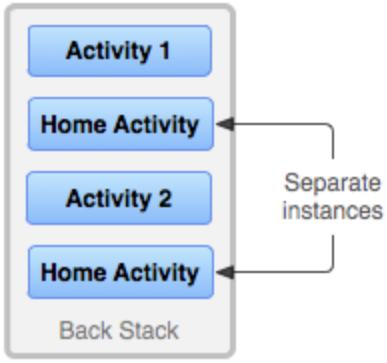 Activity 1
Home Activity
Activity 2
Home Activity
Back Stack
Separate
instances